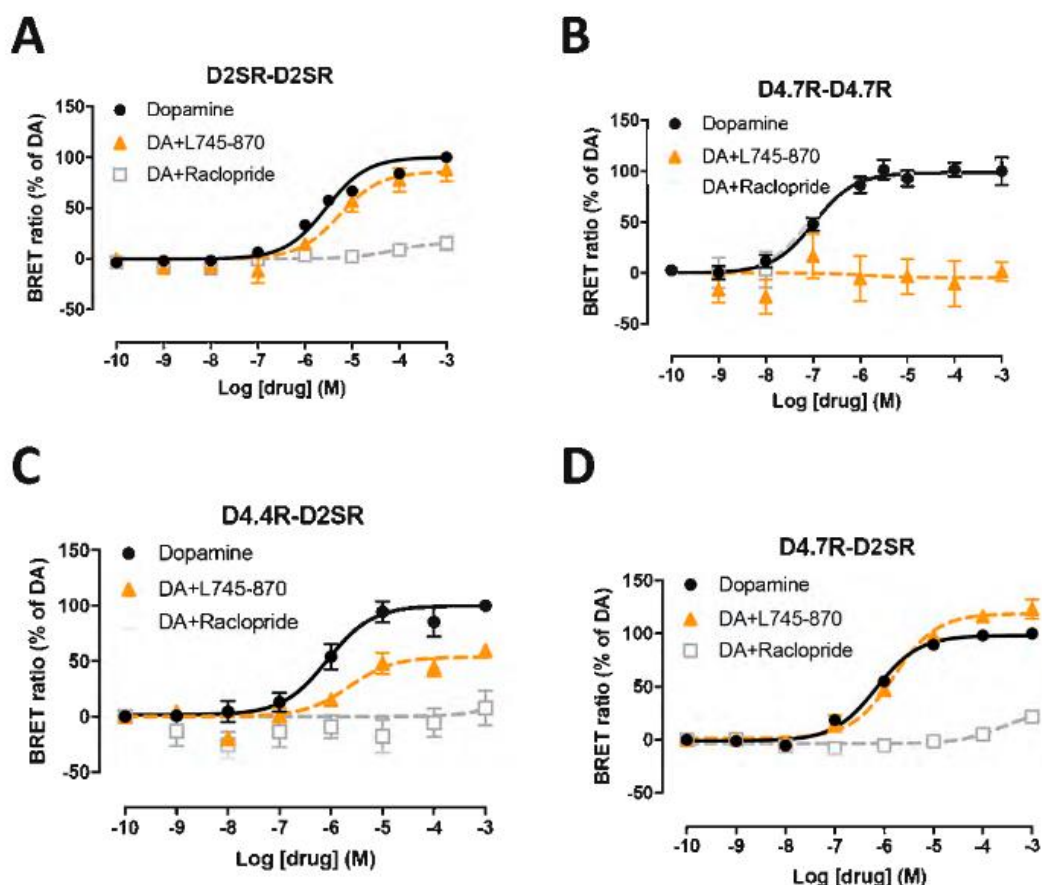 A
D2SR-D2SR
BRET ratio (% of DA)
150
100
50
0
-50
Dopamine
DA+L745-870
DA+Raclopride
-10 -9 -8 -7 -6 -5 -4 -3
Log [drug] (M)
B
D4.7R-D4.7R
BRET ratio (% of DA)
150
100
50
0
-50
Dopamine
DA+L745-870
DA+Raclopride
-10 -9 -8 -7 -6 -5 -4 -3
Log [drug] (M)
C
D4.4R-D2SR
BRET ratio (% of DA)
150
100
50
0
-50
Dopamine
DA+L745-870
DA+Raclopride
-10 -9 -8 -7 -6 -5 -4 -3
Log [drug] (M)
D
D4.7R-D2SR
BRET ratio (% of DA)
150
100
50
0
-50
Dopamine
DA+L745-870
DA+Raclopride
-10 -9 -8 -7 -6 -5 -4 -3
Log [drug] (M)